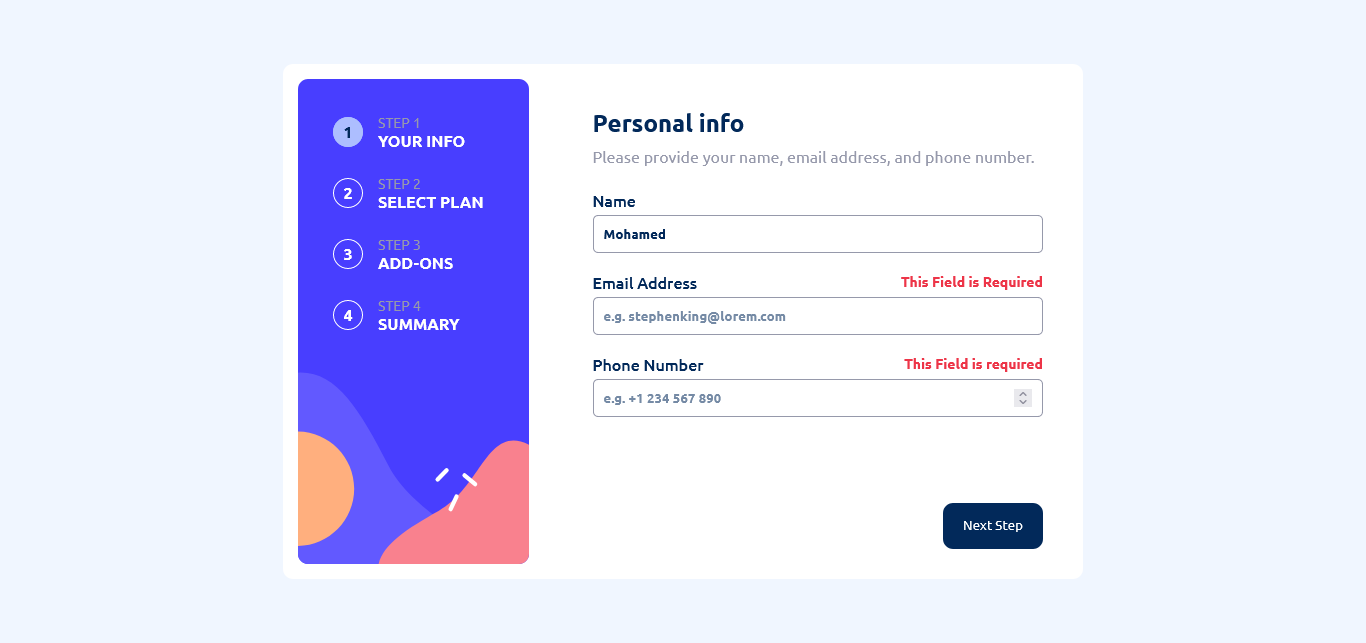 1
STEP 1
YOUR INFO
2
STEP 2
SELECT PLAN
3
STEP 3
ADD-ONS
4
STEP 4
SUMMARY
Personal info
Please provide your name, email address, and phone number.
Name
Mohamed
Email Address This Field is Required
e.g. stephenking@lorem.com
Phone Number This Field is required
e.g. +1 234 567 890
Next Step